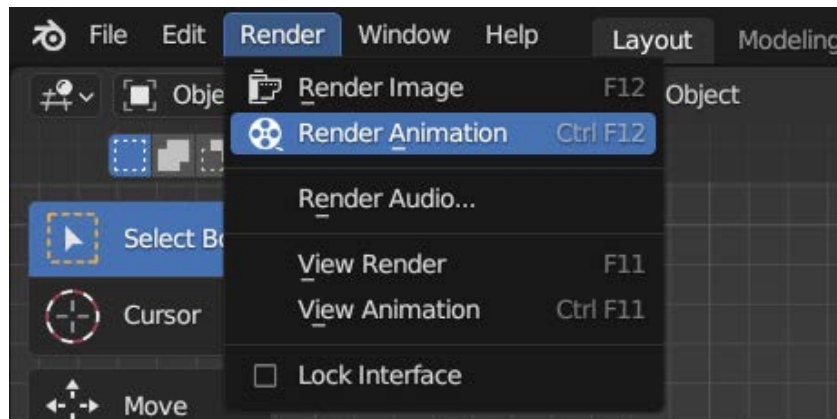 File Edit Render Window Help Layout Modeling
Obje Object
Render Image F12
Render Animation Ctrl F12
Render Audio...
Select Bo
View Render F11
Cursor View Animation Ctrl F11
Lock Interface
Move